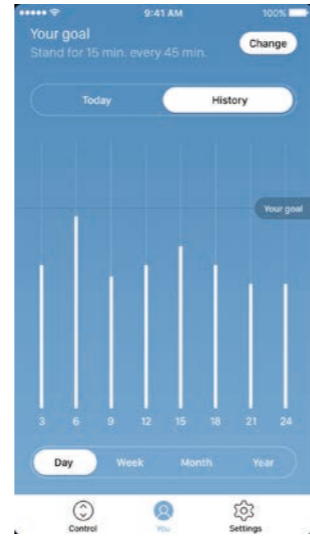 9:41 AM 100%
Your goal
Stand for 15 min. every 45 min.
Change
Today History
Your goal
3 6 9 12 15 18 21 24
Day Week Month Year
Control You Settings